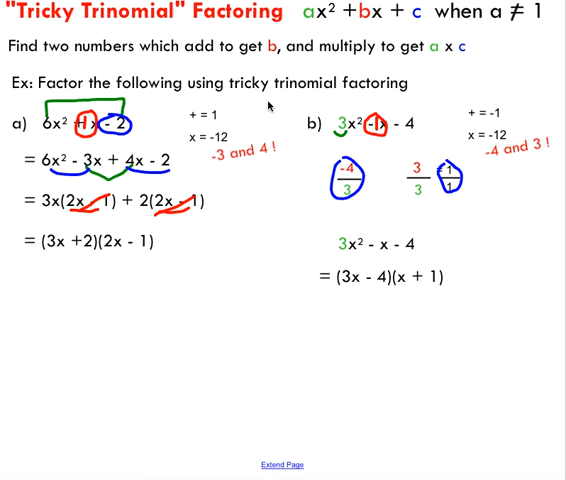 "Tricky Trinomial" Factoring ax² +bx + c when a ≠ 1
Find two numbers which add to get b, and multiply to get a x c
Ex: Factor the following using tricky trinomial factoring
a) 6x² +1x - 2
+ = 1
x = -12
-3 and 4 !
= 6x² - 3x + 4x - 2
= 3x(2x - 1) + 2(2x - 1)
= (3x +2)(2x - 1)
b) 3x² -1x - 4
+ = -1
x = -12
-4 and 3 !
-4
3
3
3
1
1
3x² - x - 4
= (3x - 4)(x + 1)
Extend Page